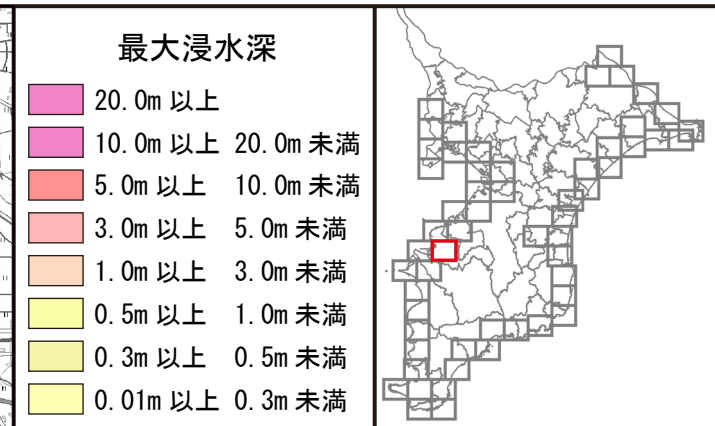 最大浸水深
20.0m 以上
10.0m 以上 20.0m 未満
5.0m 以上 10.0m 未満
3.0m 以上 5.0m 未満
1.0m 以上 3.0m 未満
0.5m 以上 1.0m 未満
0.3m 以上 0.5m 未満
0.01m 以上 0.3m 未満